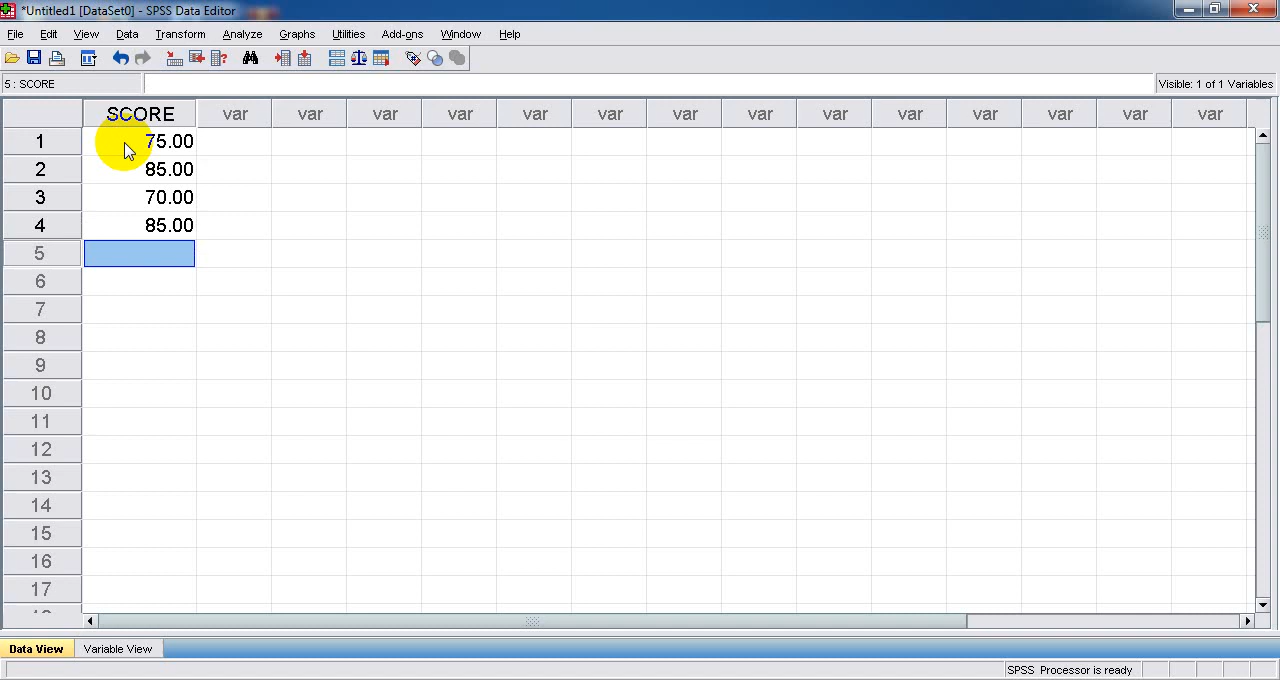 *Untitled1 [DataSet0] - SPSS Data Editor
File Edit View Data Transform Analyze Graphs Utilities Add-ons Window Help
5 : SCORE Visible: 1 of 1 Variables
SCORE var var var var var var var var var var var var var var
1 75.00
2 85.00
3 70.00
4 85.00
5
6
7
8
9
10
11
12
13
14
15
16
17
Data View Variable View
SPSS Processor is ready